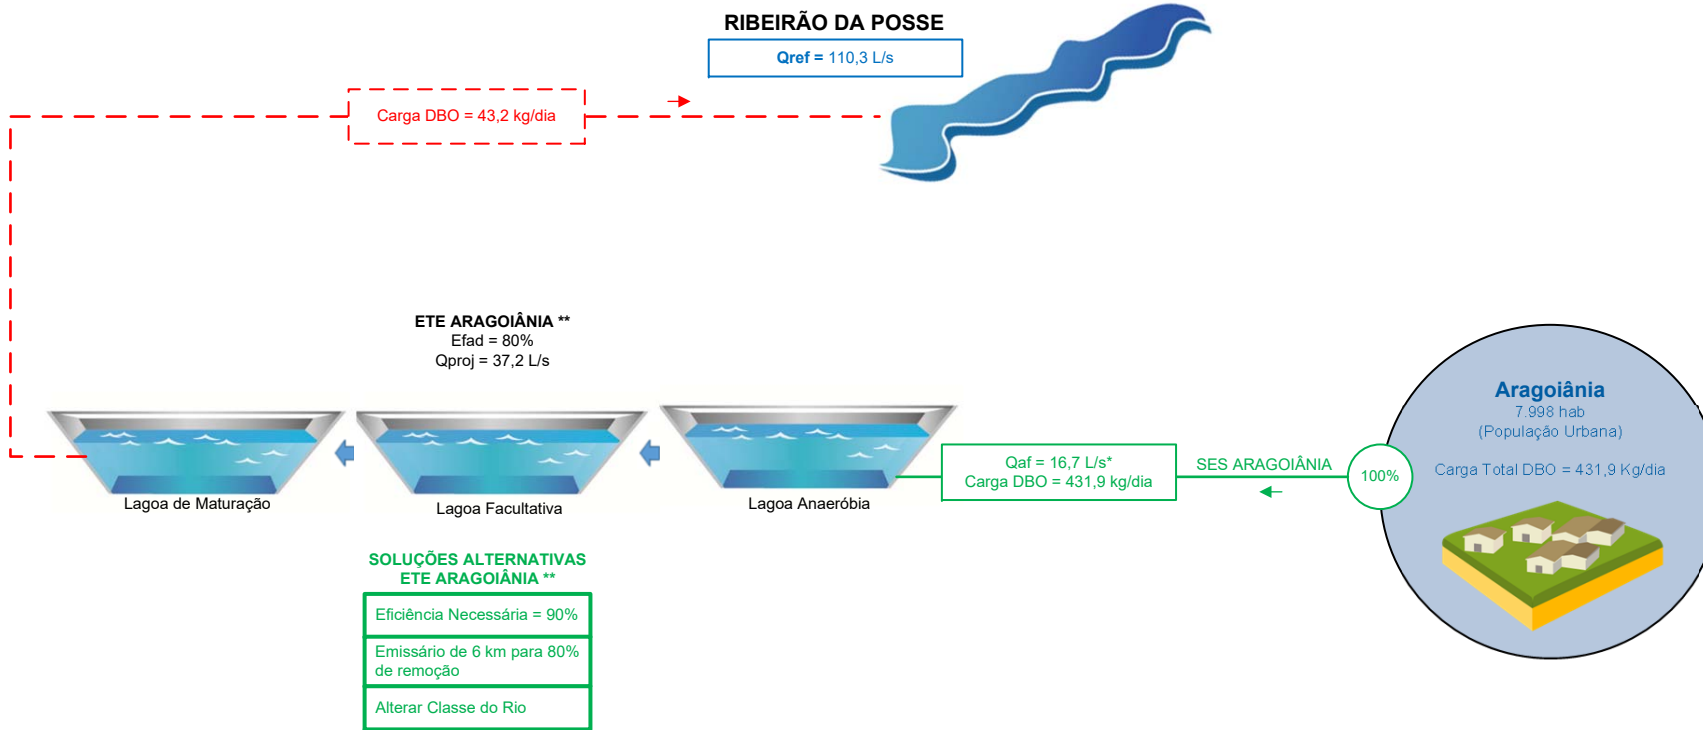 RIBEIRÃO DA POSSE
Qref = 110,3 L/s
Carga DBO = 43,2 kg/dia
ETE ARAGOIÂNIA **
Efad = 80%
Qproj = 37,2 L/s
Lagoa de Maturação
Lagoa Facultativa
Lagoa Anaeróbia
Qaf = 16,7 L/s*
Carga DBO = 431,9 kg/dia
SES ARAGOIÂNIA
100%
Aragoiânia
7.998 hab
(População Urbana)
Carga Total DBO = 431,9 Kg/dia
SOLUÇÕES ALTERNATIVAS
ETE ARAGOIÂNIA **
Eficiência Necessária = 90%
Emissário de 6 km para 80%
de remoção
Alterar Classe do Rio